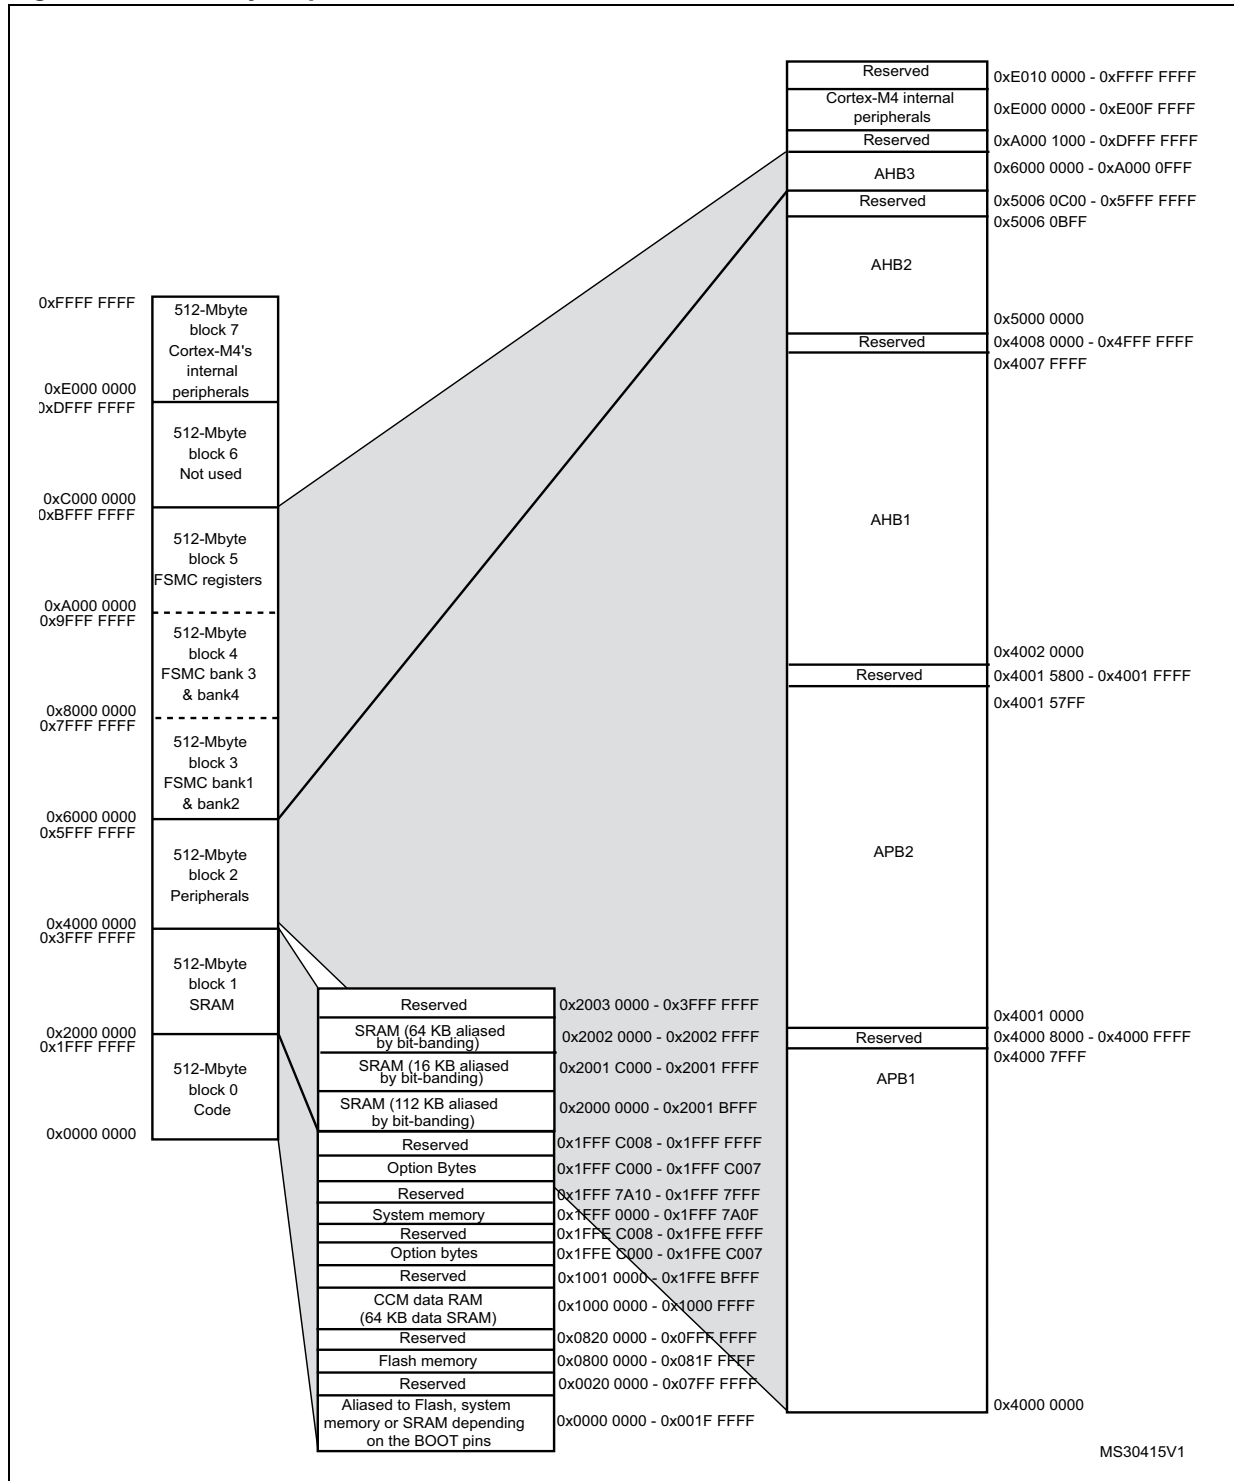 0xFFFF FFFF
512-Mbyte
block 7
Cortex-M4's
internal
peripherals
0xE000 0000
0xDFFF FFFF
512-Mbyte
block 6
Not used
0xC000 0000
0xBFFF FFFF
512-Mbyte
block 5
FSMC registers
0xA000 0000
0x9FFF FFFF
512-Mbyte
block 4
FSMC bank 3
& bank4
0x8000 0000
0x7FFF FFFF
512-Mbyte
block 3
FSMC bank1
& bank2
0x6000 0000
0x5FFF FFFF
512-Mbyte
block 2
Peripherals
0x4000 0000
0x3FFF FFFF
512-Mbyte
block 1
SRAM
0x2000 0000
0x1FFF FFFF
512-Mbyte
block 0
Code
0x0000 0000
Reserved 0x2003 0000 - 0x3FFF FFFF
SRAM (64 KB aliased
by bit-banding)
0x2002 0000 - 0x2002 FFFF
SRAM (16 KB aliased
by bit-banding)
0x2001 C000 - 0x2001 FFFF
SRAM (112 KB aliased
by bit-banding)
0x2000 0000 - 0x2001 BFFF
Reserved 0x1FFF C008 - 0x1FFF FFFF
Option Bytes 0x1FFF C000 - 0x1FFF C007
Reserved 0x1FFF 7A10 - 0x1FFF 7FFF
System memory 0x1FFF 0000 - 0x1FFF 7A0F
Reserved 0x1FFE C008 - 0x1FFE FFFF
Option bytes 0x1FFE C000 - 0x1FFE C007
Reserved 0x1001 0000 - 0x1FFE BFFF
CCM data RAM
(64 KB data SRAM)
0x1000 0000 - 0x1000 FFFF
Reserved 0x0820 0000 - 0x0FFF FFFF
Flash memory 0x0800 0000 - 0x081F FFFF
Reserved 0x0020 0000 - 0x07FF FFFF
Aliased to Flash, system
memory or SRAM depending
on the BOOT pins
0x0000 0000 - 0x001F FFFF
Reserved 0xE010 0000 - 0xFFFF FFFF
Cortex-M4 internal
peripherals
0xE000 0000 - 0xE00F FFFF
Reserved 0xA000 1000 - 0xDFFF FFFF
AHB3 0x6000 0000 - 0xA000 0FFF
Reserved 0x5006 0C00 - 0x5FFF FFFF
0x5006 0BFF
AHB2
0x5000 0000
Reserved 0x4008 0000 - 0x4FFF FFFF
0x4007 FFFF
AHB1
0x4002 0000
Reserved 0x4001 5800 - 0x4001 FFFF
0x4001 57FF
APB2
0x4001 0000
Reserved 0x4000 8000 - 0x4000 FFFF
0x4000 7FFF
APB1
0x4000 0000
MS30415V1